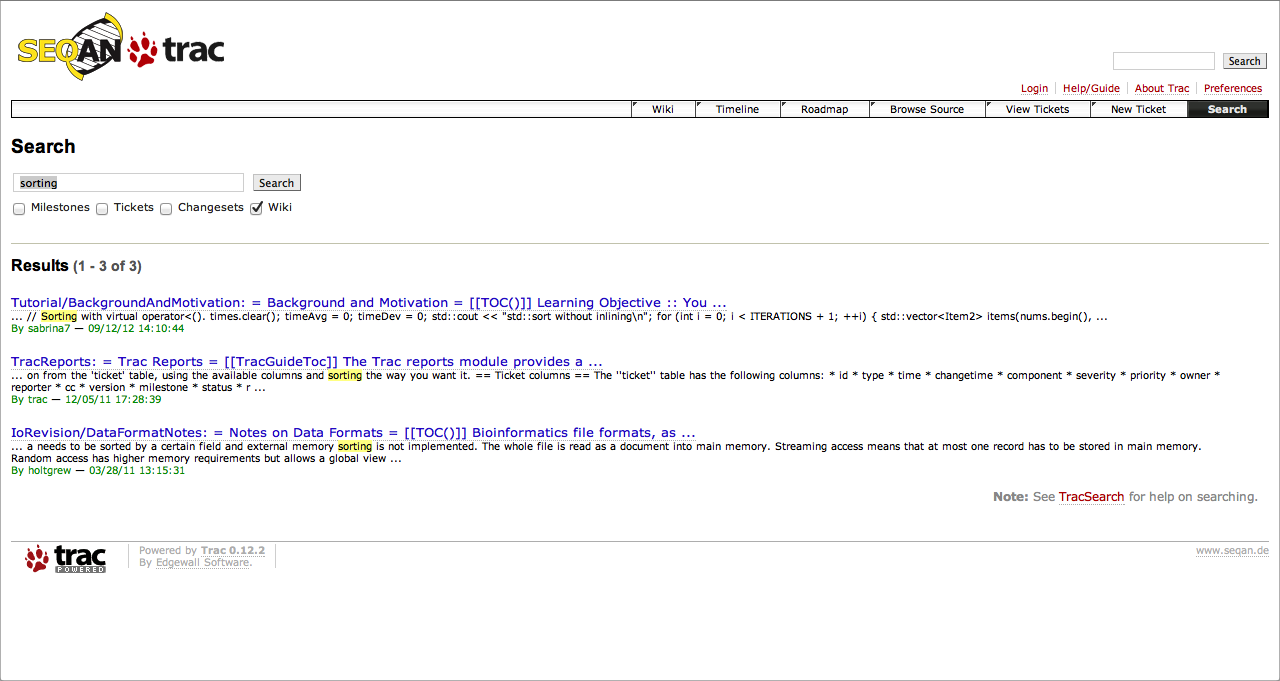 SEQAN trac
Search
Login Help/Guide About Trac Preferences
Wiki Timeline Roadmap Browse Source View Tickets New Ticket Search
Search
sorting Search
Milestones Tickets Changesets Wiki
Results (1 - 3 of 3)
Tutorial/BackgroundAndMotivation: = Background and Motivation = [[TOC()]] Learning Objective :: You ...
... // Sorting with virtual operator<(). times.clear(); timeAvg = 0; timeDev = 0; std::cout << "std::sort without inlining\n"; for (int i = 0; i < ITERATIONS + 1; ++i) { std::vector<Item2> items(nums.begin(), ...
By sabrina7 — 09/12/12 14:10:44
TracReports: = Trac Reports = [[TracGuideToc]] The Trac reports module provides a ...
... on from the 'ticket' table, using the available columns and sorting the way you want it. == Ticket columns == The ''ticket'' table has the following columns: * id * type * time * changetime * component * severity * priority * owner *
reporter * cc * version * milestone * status * r ...
By trac — 12/05/11 17:28:39
IoRevision/DataFormatNotes: = Notes on Data Formats = [[TOC()]] Bioinformatics file formats, as ...
... a needs to be sorted by a certain field and external memory sorting is not implemented. The whole file is read as a document into main memory. Streaming access means that at most one record has to be stored in main memory.
Random access has higher memory requirements but allows a global view ...
By holtgrew — 03/28/11 13:15:31
Note: See TracSearch for help on searching.
trac POWERED
Powered by Trac 0.12.2
By Edgewall Software.
www.seqan.de